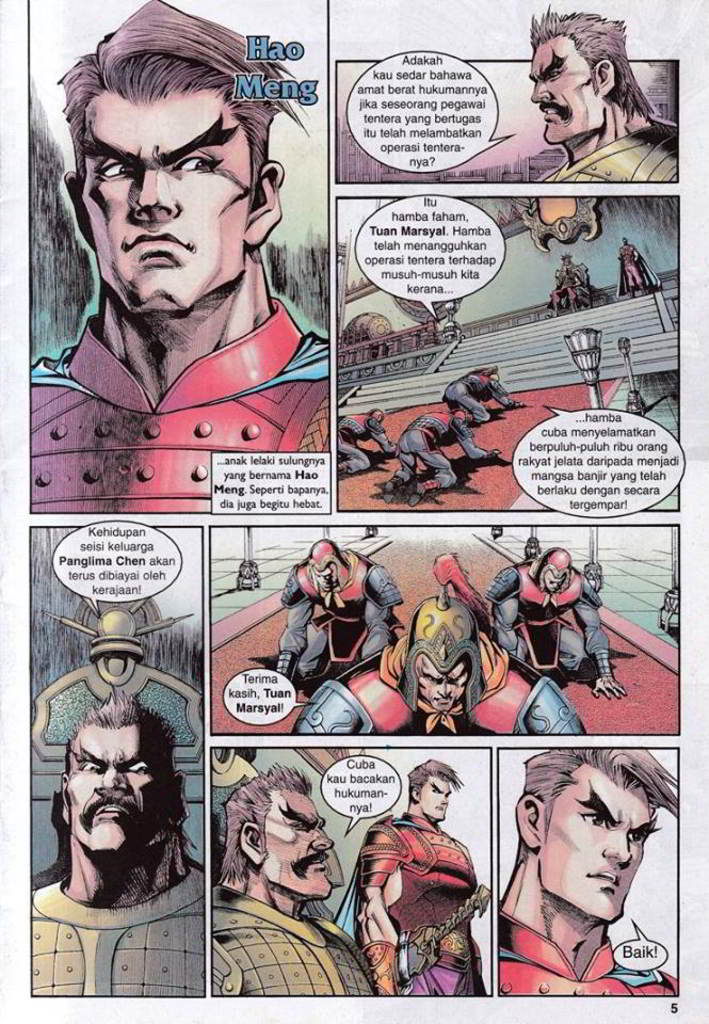 Hao
Meng
...anak lelaki sulungnya
yang bernama Hao
Meng. Seperti bapanya,
dia juga begitu hebat.
Adakah
kau sedar bahawa
amat berat hukumannya
jika seseorang pegawai
tentera yang bertugas
itu telah melambatkan
operasi tentera-
nya?
Itu
hamba faham,
Tuan Marsyal. Hamba
telah menangguhkan
operasi tentera terhadap
musuh-musuh kita
kerana...
...hamba
cuba menyelamatkan
berpuluh-puluh ribu orang
rakyat jelata daripada menjadi
mangsa banjir yang telah
berlaku dengan secara
tergempar!
Kehidupan
seisi keluarga
Panglima Chen akan
terus dibiayai oleh
kerajaan!
Terima
kasih, Tuan
Marsyal!
Cuba
kau bacakan
hukuman-
nya!
Baik!
5